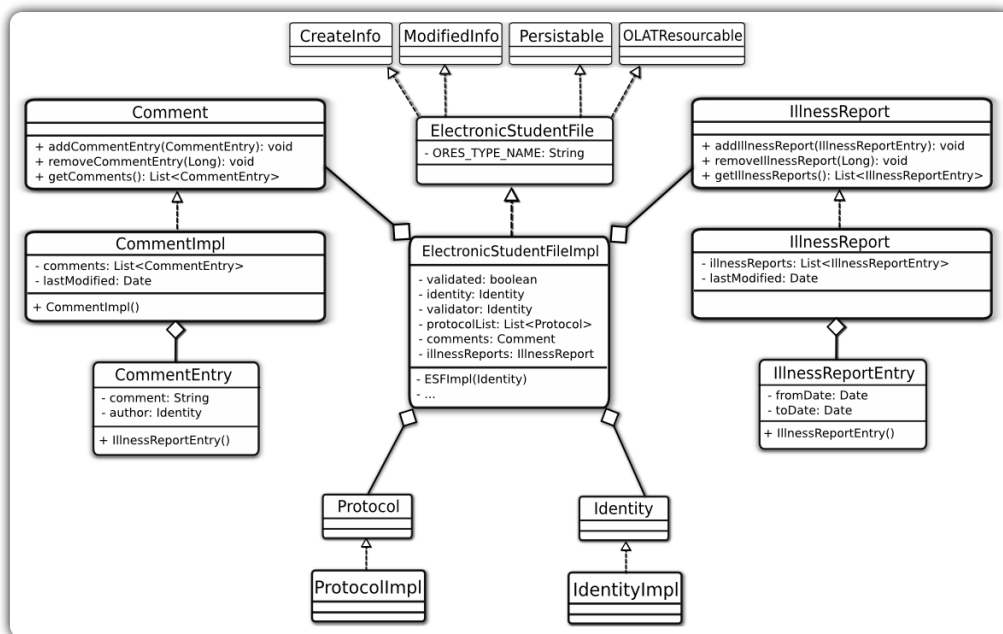 CreateInfo
ModifiedInfo
Persistable
OLATResourcable
Comment
+ addCommentEntry(CommentEntry): void
+ removeCommentEntry(Long): void
+ getComments(): List<CommentEntry>
ElectronicStudentFile
- ORES_TYPE_NAME: String
IllnessReport
+ addIllnessReport(IllnessReportEntry): void
+ removeIllnessReport(Long): void
+ getIllnessReports(): List<IllnessReportEntry>
CommentImpl
- comments: List<CommentEntry>
- lastModified: Date
+ CommentImpl()
ElectronicStudentFileImpl
- validated: boolean
- identity: Identity
- validator: Identity
- protocolList: List<Protocol>
- comments: Comment
- illnessReports: IllnessReport
- ESFImpl(Identity)
- ...
IllnessReport
- illnessReports: List<IllnessReportEntry>
- lastModified: Date
CommentEntry
- comment: String
- author: Identity
+ IllnessReportEntry()
IllnessReportEntry
- fromDate: Date
- toDate: Date
+ IllnessReportEntry()
Protocol
Identity
ProtocolImpl
IdentityImpl